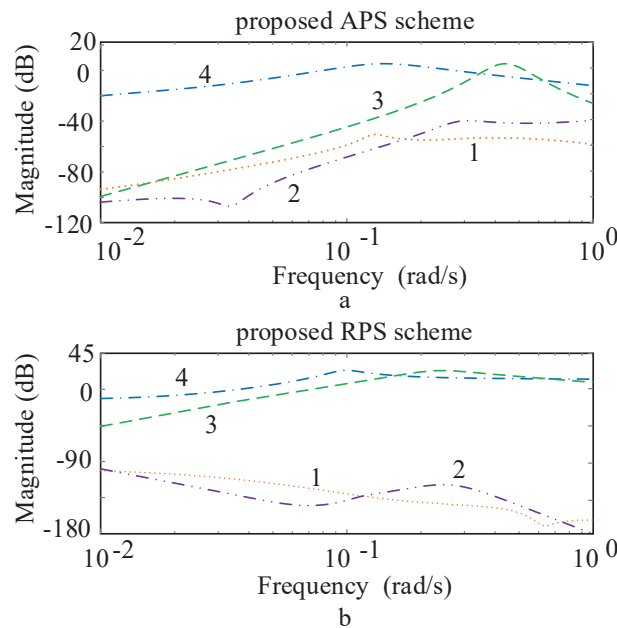 proposed APS scheme
20
0
-40
-80
-120
Magnitude (dB)
4
3
1
2
10^-2
10^-1
10^0
Frequency (rad/s)
a
proposed RPS scheme
45
0
-90
-180
Magnitude (dB)
4
3
1
2
10^-2
10^-1
10^0
Frequency (rad/s)
b